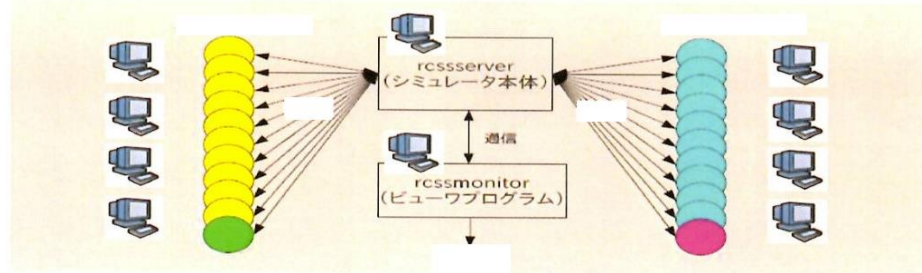 rcssserver
(シミュレータ本体)
通信
rcssmonitor
(ビューワプログラム)